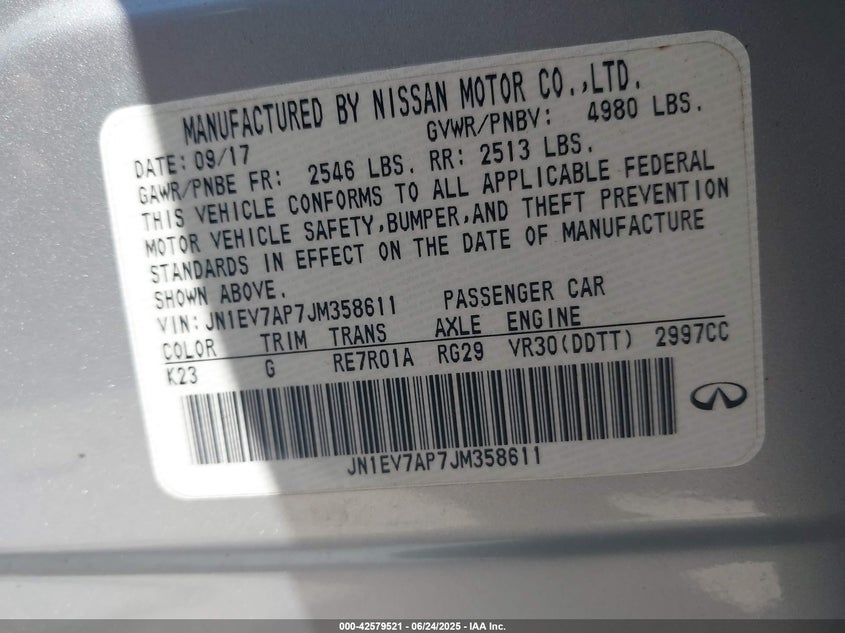 MANUFACTURED BY NISSAN MOTOR CO.,LTD.
DATE: 09/17 GVWR/PNBV: 4980 LBS.
GAWR/PNBE FR: 2546 LBS. RR: 2513 LBS.
THIS VEHICLE CONFORMS TO ALL APPLICABLE FEDERAL
MOTOR VEHICLE SAFETY,BUMPER,AND THEFT PREVENTION
STANDARDS IN EFFECT ON THE DATE OF MANUFACTURE
SHOWN ABOVE.
VIN:JN1EV7AP7JM358611 PASSENGER CAR
COLOR TRIM TRANS AXLE ENGINE
K23 G RE7R01A RG29 VR30(DDTT) 2997CC
JN1EV7AP7JM358611
000-42579521 | 06/24/2025 - IAA Inc.